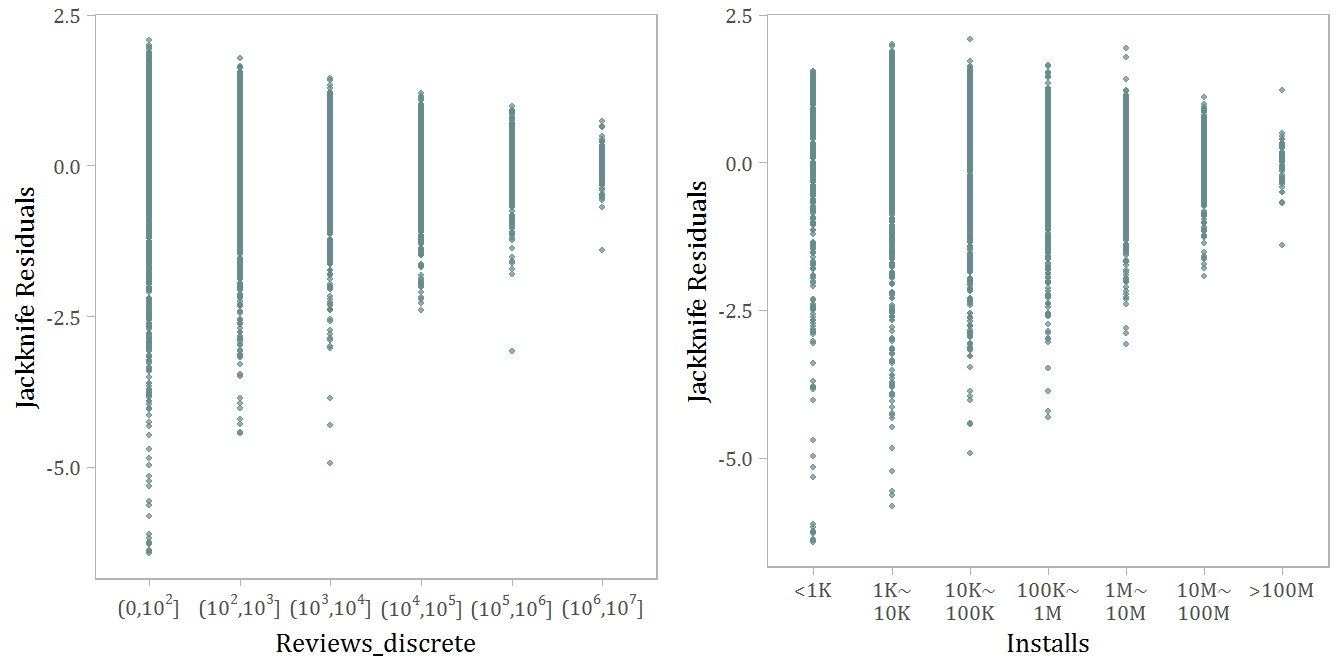 2.5
0.0
-2.5
-5.0
Jackknife Residuals
(0,10²]
(10²,10³]
(10³,10⁴]
(10⁴,10⁵]
(10⁵,10⁶]
(10⁶,10⁷]
Reviews_discrete
2.5
0.0
-2.5
-5.0
Jackknife Residuals
<1K
1K~
10K
10K~
100K
100K~
1M
1M~
10M
10M~
100M
>100M
Installs